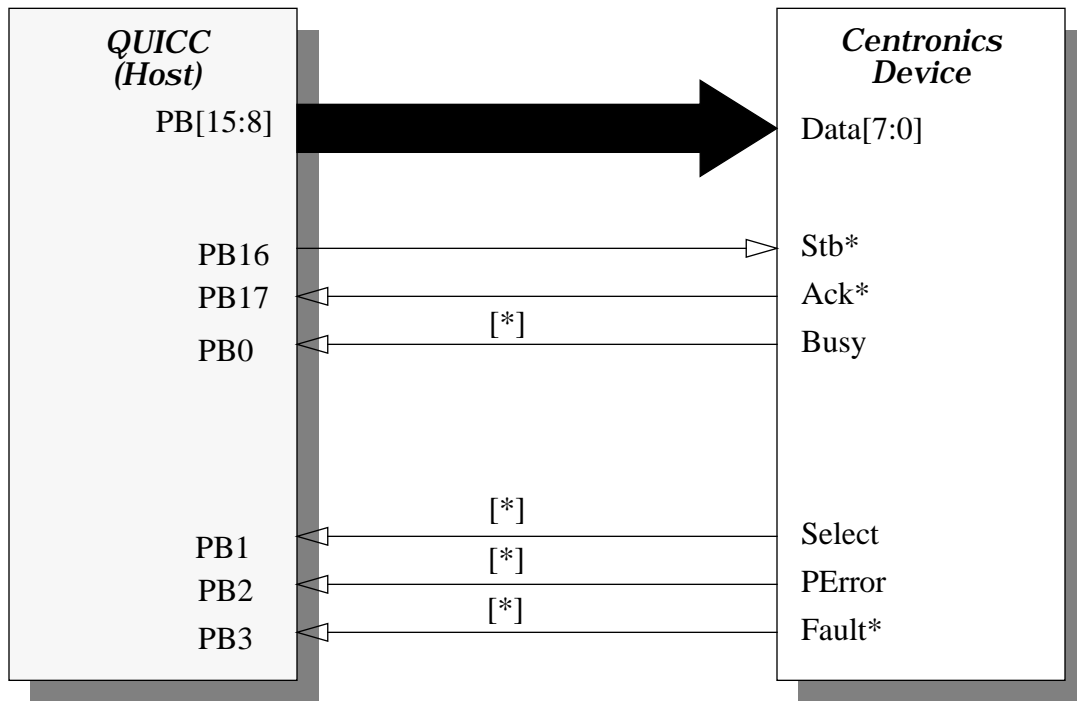 QUICC
(Host)
Centronics
Device
PB[15:8]
Data[7:0]
PB16
Stb*
PB17
Ack*
[*]
PB0
Busy
[*]
PB1
Select
[*]
PB2
PError
[*]
PB3
Fault*